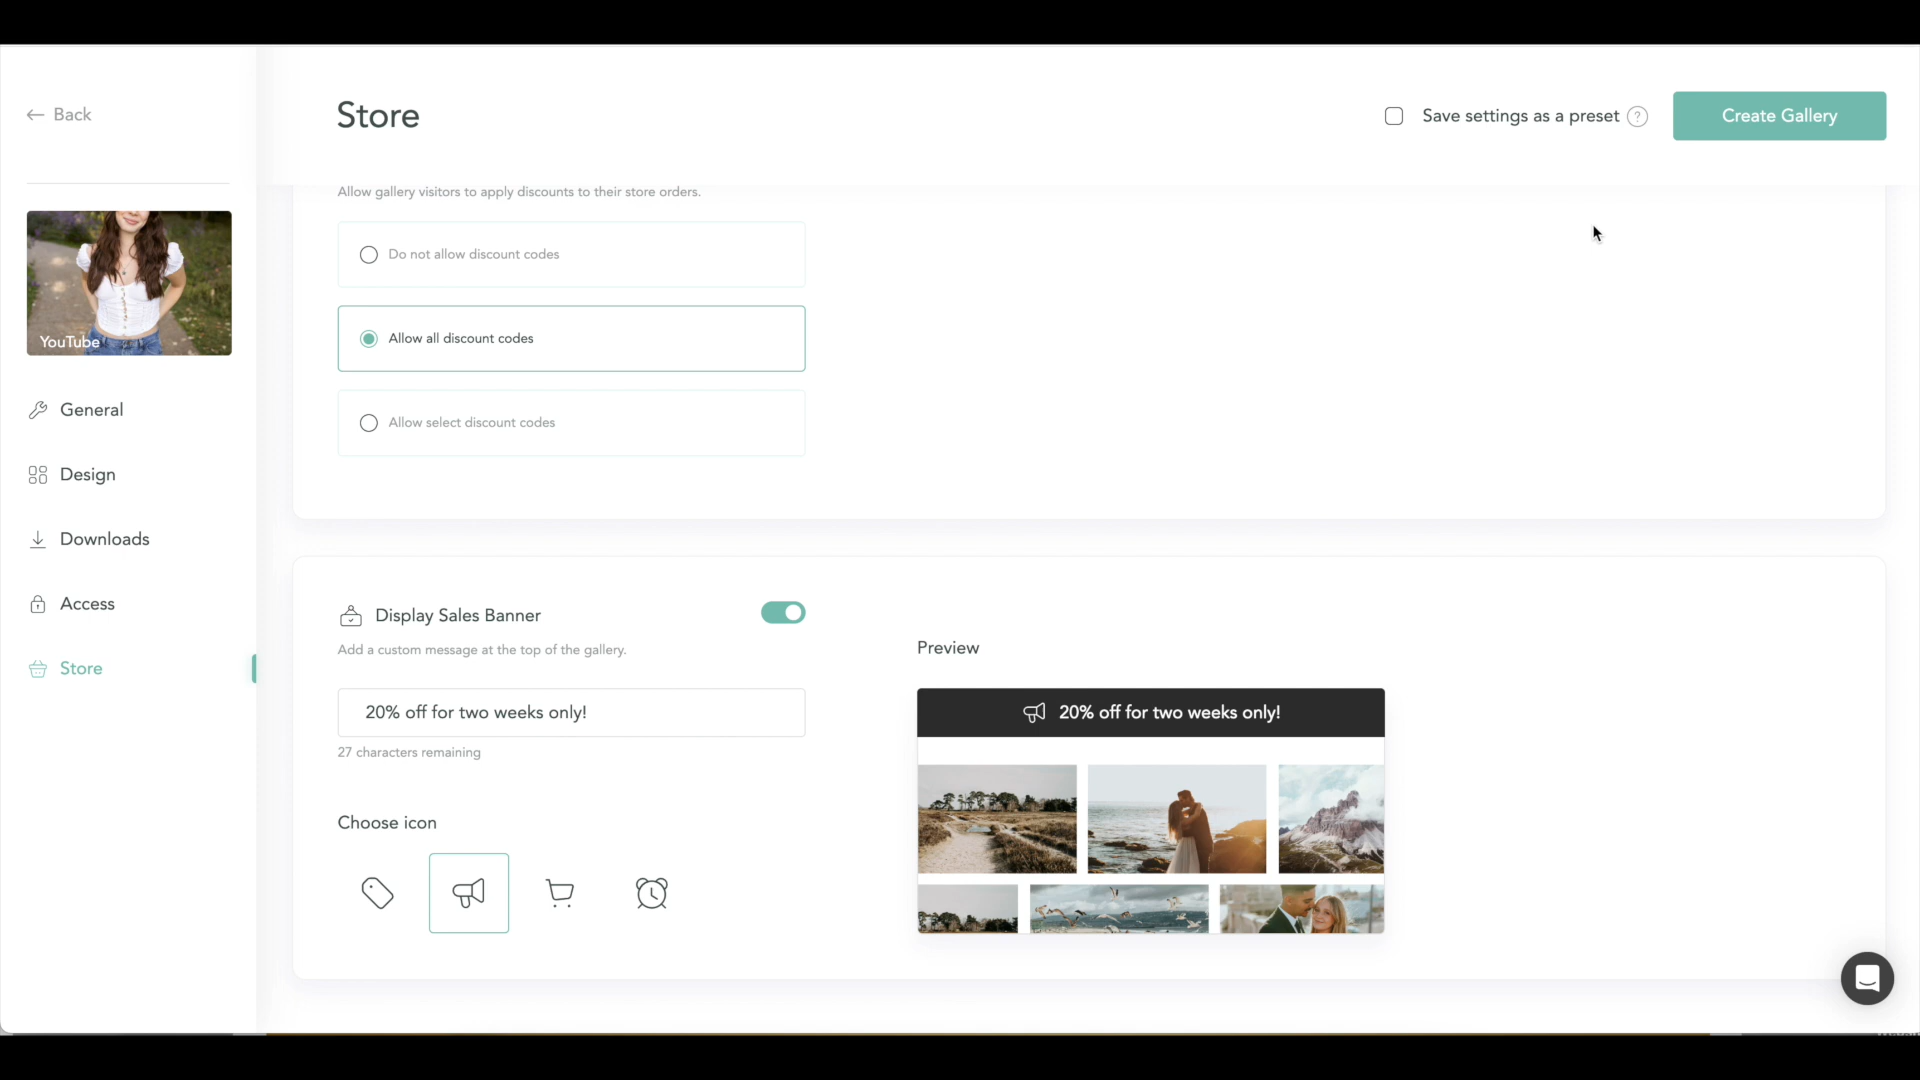 Back
Store
Save settings as a preset ?
Create Gallery
YouTube
General
Design
Downloads
Access
Store
Allow gallery visitors to apply discounts to their store orders.
Do not allow discount codes
Allow all discount codes
Allow select discount codes
Display Sales Banner
Add a custom message at the top of the gallery.
20% off for two weeks only!
27 characters remaining
Choose icon
Preview
20% off for two weeks only!